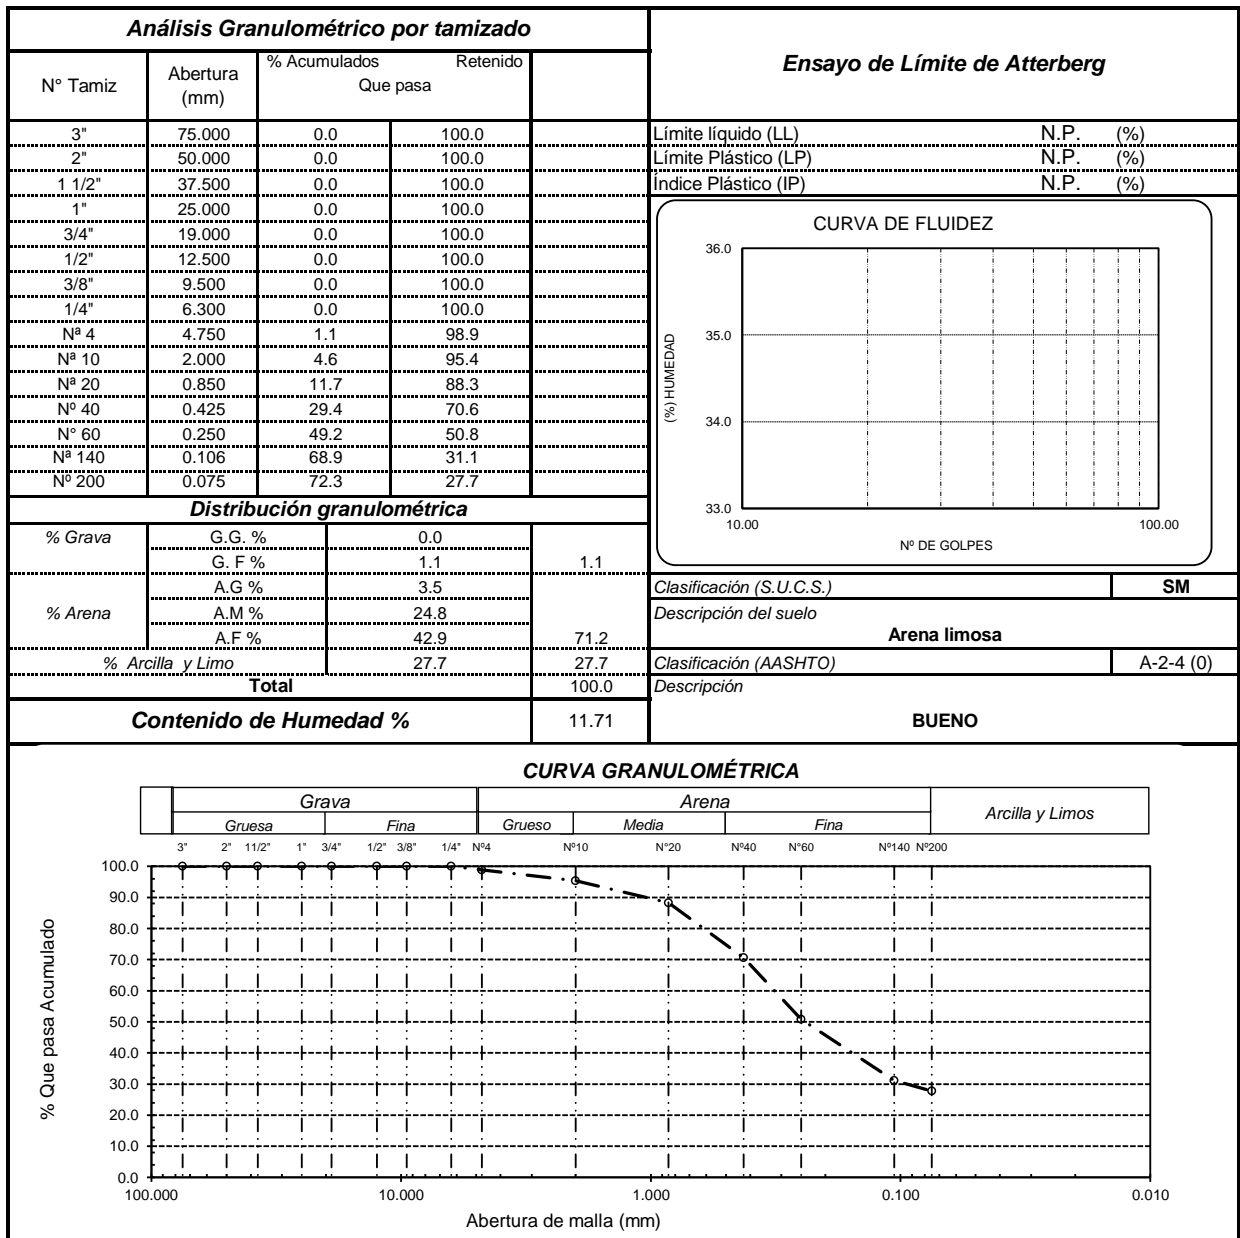 Análisis Granulométrico por tamizado
N° Tamiz
Abertura (mm)
% Acumulados Retenido
Que pasa
3" 75.000 0.0 100.0
2" 50.000 0.0 100.0
1 1/2" 37.500 0.0 100.0
1" 25.000 0.0 100.0
3/4" 19.000 0.0 100.0
1/2" 12.500 0.0 100.0
3/8" 9.500 0.0 100.0
1/4" 6.300 0.0 100.0
Nª 4 4.750 1.1 98.9
Nª 10 2.000 4.6 95.4
Nª 20 0.850 11.7 88.3
Nº 40 0.425 29.4 70.6
N° 60 0.250 49.2 50.8
Nª 140 0.106 68.9 31.1
Nº 200 0.075 72.3 27.7
Distribución granulométrica
% Grava G.G. % 0.0
G. F % 1.1 1.1
A.G % 3.5
% Arena A.M % 24.8
A.F % 42.9 71.2
% Arcilla y Limo 27.7 27.7
Total 100.0
Contenido de Humedad % 11.71
Ensayo de Límite de Atterberg
Límite líquido (LL) N.P. (%)
Límite Plástico (LP) N.P. (%)
Índice Plástico (IP) N.P. (%)
CURVA DE FLUIDEZ
36.0
35.0
34.0
33.0
(%) HUMEDAD
10.00 100.00
Nº DE GOLPES
Clasificación (S.U.C.S.) SM
Descripción del suelo
Arena limosa
Clasificación (AASHTO) A-2-4 (0)
Descripción
BUENO
CURVA GRANULOMÉTRICA
Grava Arena Arcilla y Limos
Gruesa Fina Grueso Media Fina
3" 2" 11/2" 1" 3/4" 1/2" 3/8" 1/4" Nº4 Nº10 N°20 N°40 N°60 Nº140 Nº200
100.0
90.0
80.0
70.0
60.0
50.0
40.0
30.0
20.0
10.0
0.0
% Que pasa Acumulado
100.000 10.000 1.000 0.100 0.010
Abertura de malla (mm)